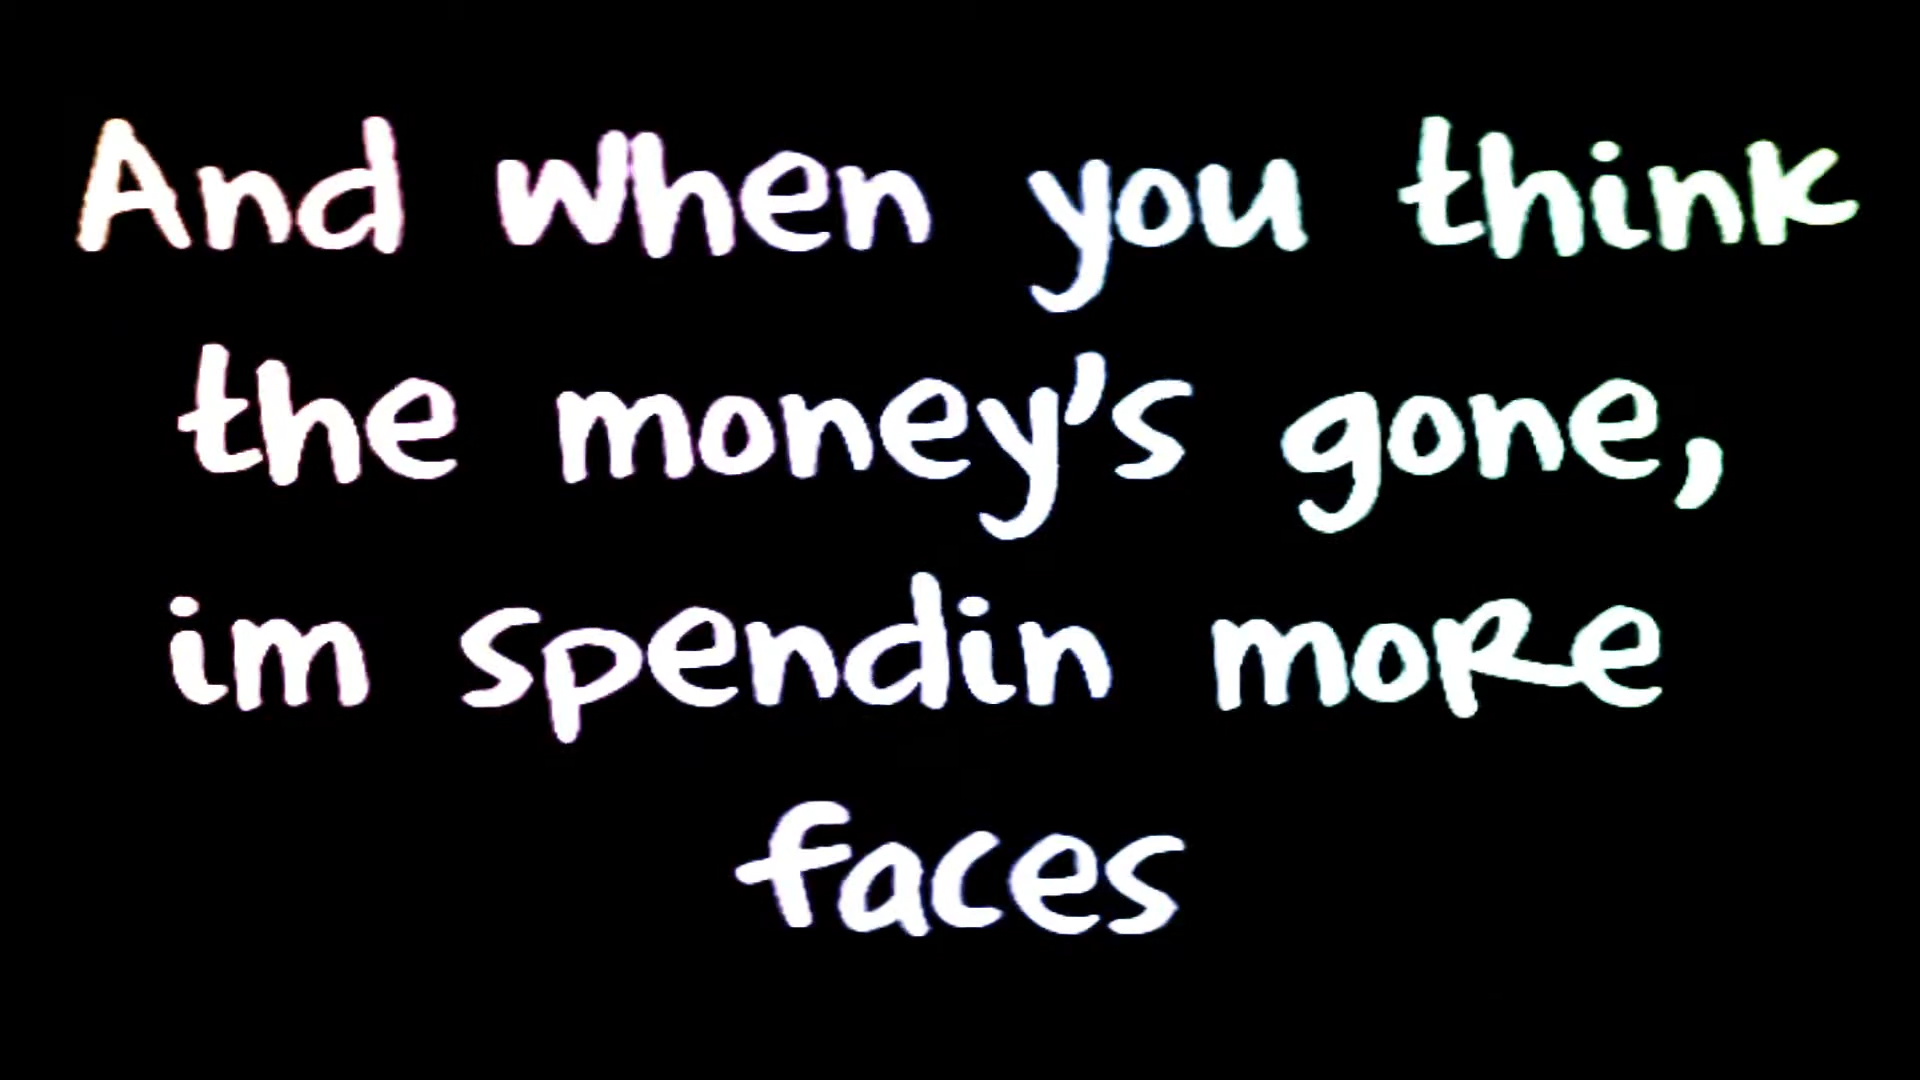 And when you think
the money's gone,
im spendin more
faces